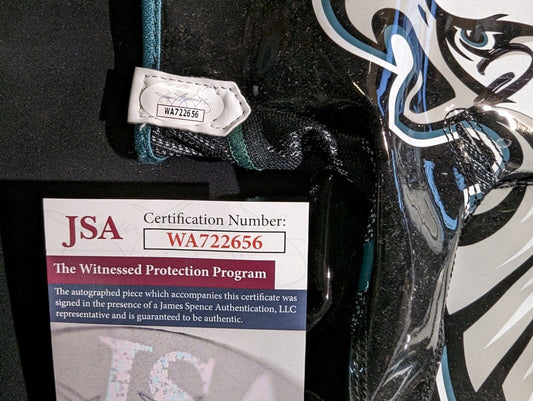 WA722656
JSA
Certification Number:
WA722656
The Witnessed Protection Program
The autographed piece which accompanies this certificate was
signed in the presence of a James Spence Authentication, LLC
representative and is guaranteed to be authentic.
JSA